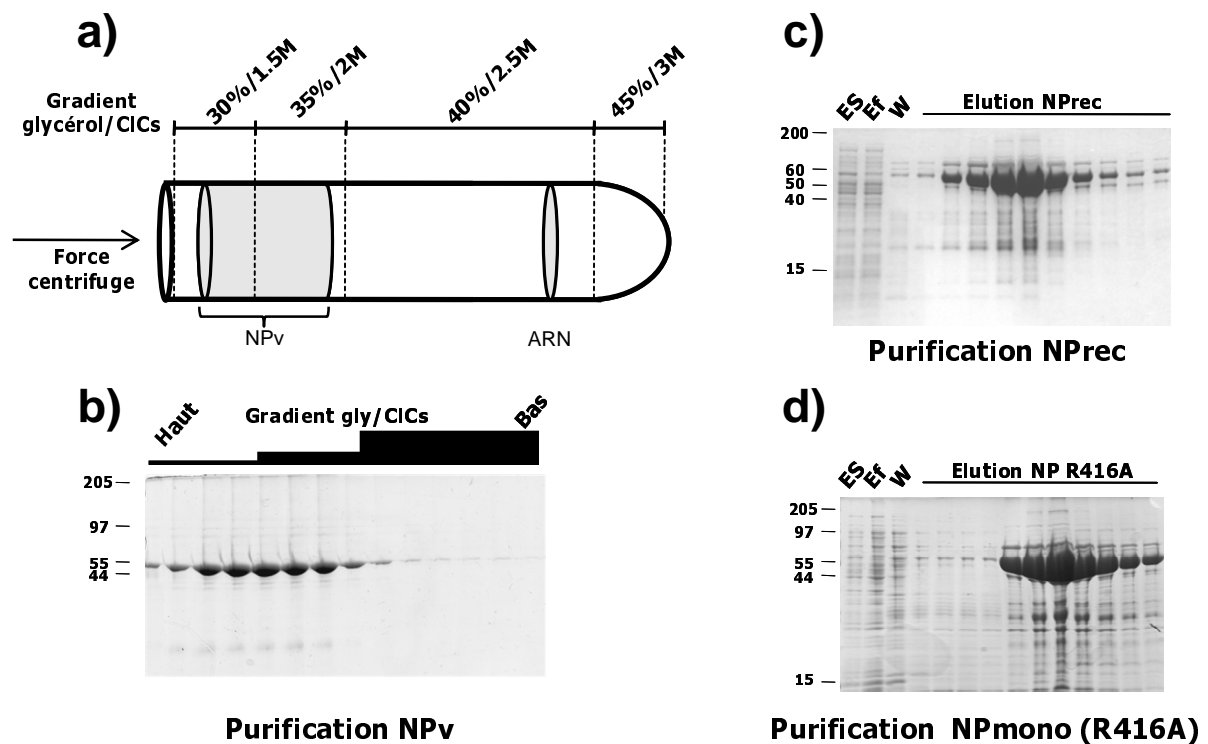 a)
Gradient
glycérol/ClCs
30%/1.5M
35%/2M
40%/2.5M
45%/3M
Force
centrifuge
NPv
ARN
b)
Haut
Gradient gly/ClCs
Bas
205
97
55
44
Purification NPv
c)
ES
Ef
W
Elution NPrec
200
60
50
40
15
Purification NPrec
d)
ES
Ef
W
Elution NP R416A
205
97
55
44
15
Purification NPmono (R416A)